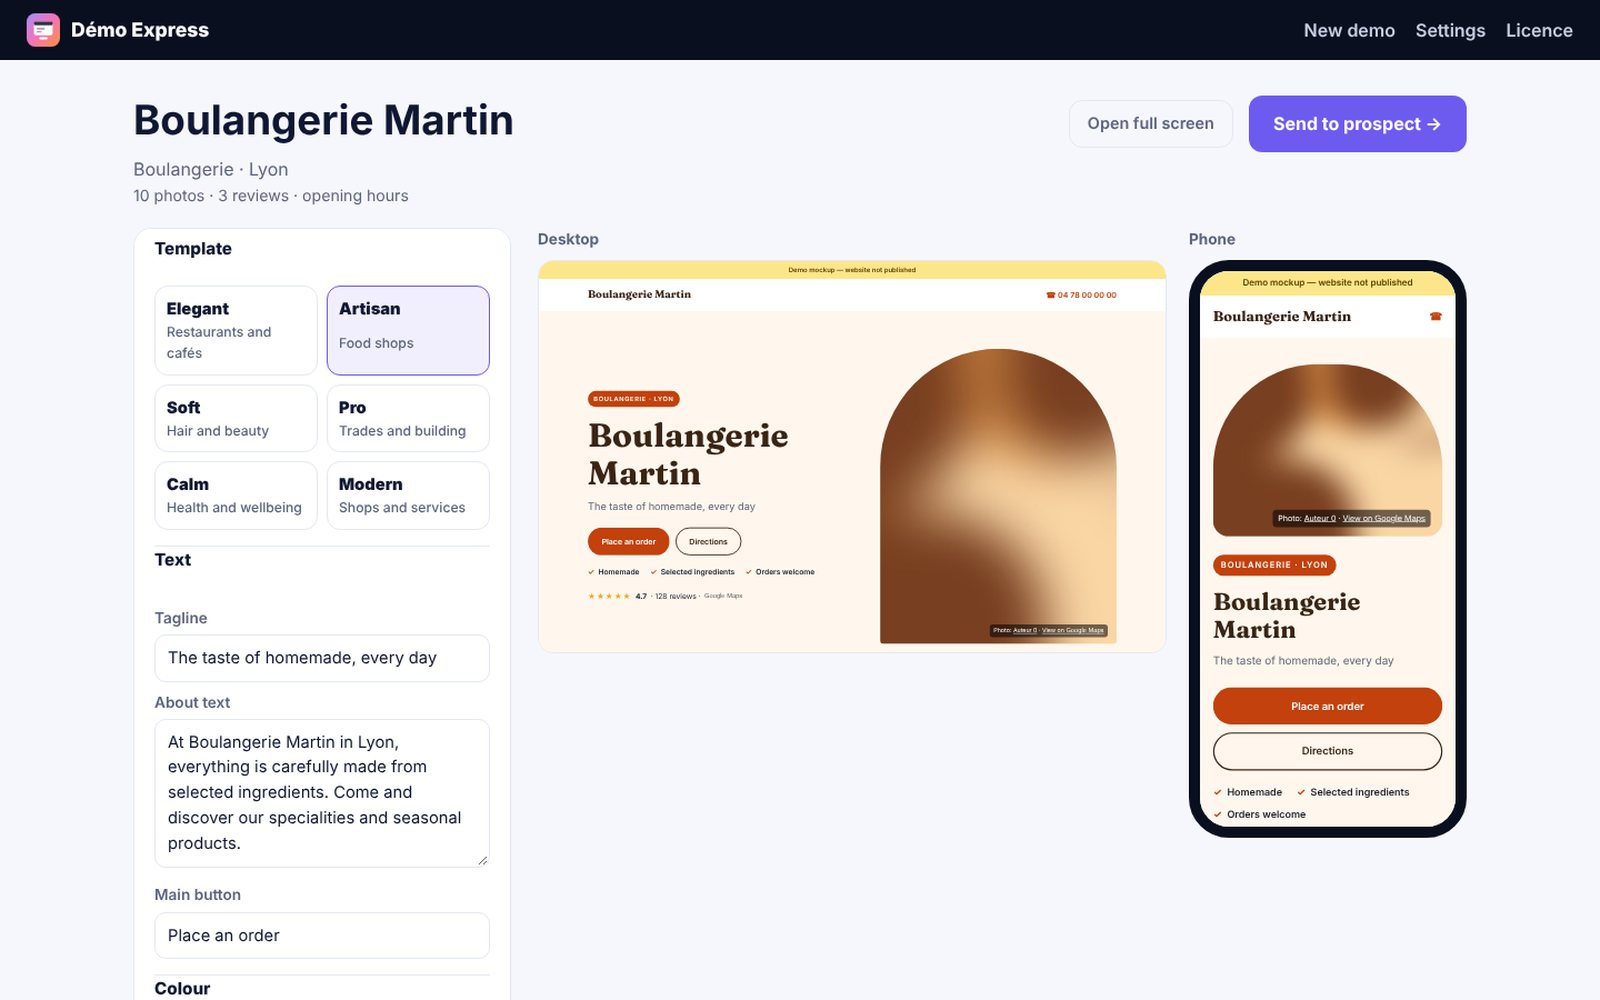 Démo Express
New demo
Settings
Licence
Boulangerie Martin
Boulangerie · Lyon
10 photos · 3 reviews · opening hours
Open full screen
Send to prospect →
Template
Elegant
Restaurants and
cafés
Artisan
Food shops
Soft
Hair and beauty
Pro
Trades and building
Calm
Health and wellbeing
Modern
Shops and services
Text
Tagline
The taste of homemade, every day
About text
At Boulangerie Martin in Lyon,
everything is carefully made from
selected ingredients. Come and
discover our specialities and seasonal
products.
Main button
Place an order
Colour
Desktop
Demo mockup — website not published
Boulangerie Martin
☎ 04 78 00 00 00
BOULANGERIE · LYON
Boulangerie
Martin
The taste of homemade, every day
Place an order
Directions
✓ Homemade ✓ Selected ingredients ✓ Orders welcome
★★★★★ 4.7 · 128 reviews · Google Maps
Photo: Auteur 0 · View on Google Maps
Phone
Demo mockup — website not published
Boulangerie Martin
☎
Photo: Auteur 0 · View on Google Maps
BOULANGERIE · LYON
Boulangerie
Martin
The taste of homemade, every day
Place an order
Directions
✓ Homemade ✓ Selected ingredients
✓ Orders welcome